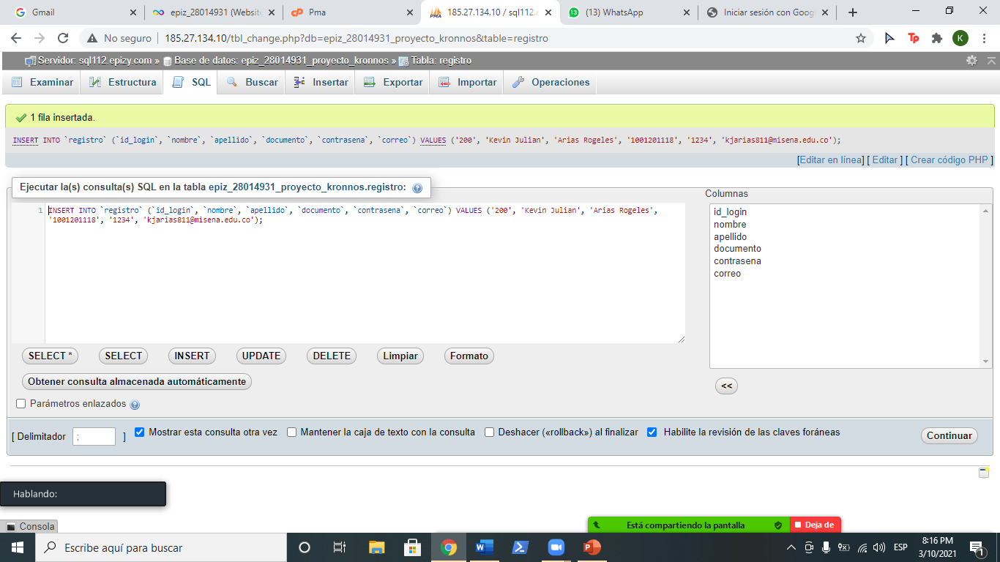 Gmail
epiz_28014931 (Website
Pma
185.27.134.10 / sql112.e
(13) WhatsApp
Iniciar sesión con Goog
No seguro
185.27.134.10/tbl_change.php?db=epiz_28014931_proyecto_kronnos&table=registro
K
Servidor: sql112.epizy.com » Base de datos: epiz_28014931_proyecto_kronnos » Tabla: registro
Examinar Estructura SQL Buscar Insertar Exportar Importar Operaciones
1 fila insertada.
INSERT INTO `registro` (`id_login`, `nombre`, `apellido`, `documento`, `contrasena`, `correo`) VALUES ('200', 'Kevin Julian', 'Arias Rogeles', '1001201118', '1234', 'kjarias811@misena.edu.co');
[Editar en línea] [ Editar ] [ Crear código PHP ]
Ejecutar la(s) consulta(s) SQL en la tabla epiz_28014931_proyecto_kronnos.registro:
1 INSERT INTO `registro` (`id_login`, `nombre`, `apellido`, `documento`, `contrasena`, `correo`) VALUES ('200', 'Kevin Julian', 'Arias Rogeles',
'1001201118', '1234', 'kjarias811@misena.edu.co');
Columnas
id_login
nombre
apellido
documento
contrasena
correo
SELECT * SELECT INSERT UPDATE DELETE Limpiar Formato
Obtener consulta almacenada automáticamente
<<
Parámetros enlazados
[ Delimitador ; ] Mostrar esta consulta otra vez Mantener la caja de texto con la consulta Deshacer («rollback») al finalizar Habilite la revisión de las claves foráneas
Continuar
Hablando:
Consola
Está compartiendo la pantalla
Deja de
Escribe aquí para buscar
ESP
8:16 PM
3/10/2021
1